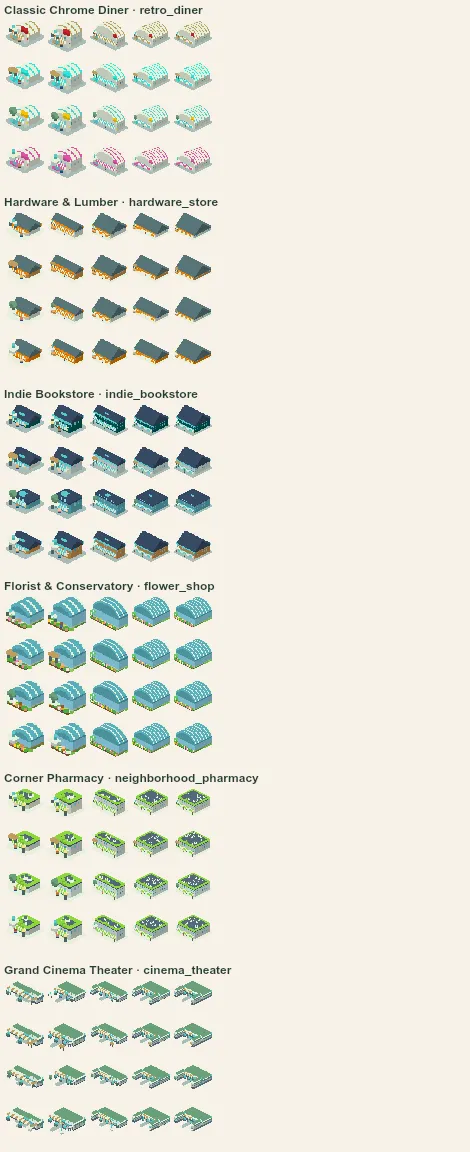 Classic Chrome Diner · retro_diner
Hardware & Lumber · hardware_store
Indie Bookstore · indie_bookstore
Florist & Conservatory · flower_shop
Corner Pharmacy · neighborhood_pharmacy
Grand Cinema Theater · cinema_theater